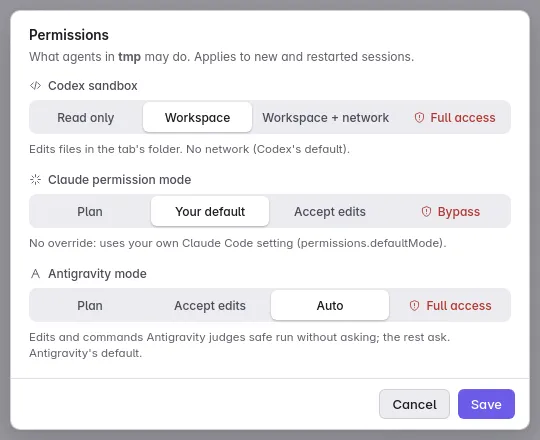 Permissions
What agents in tmp may do. Applies to new and restarted sessions.
Codex sandbox
Read only Workspace Workspace + network Full access
Edits files in the tab's folder. No network (Codex's default).
Claude permission mode
Plan Your default Accept edits Bypass
No override: uses your own Claude Code setting (permissions.defaultMode).
Antigravity mode
Plan Accept edits Auto Full access
Edits and commands Antigravity judges safe run without asking; the rest ask.
Antigravity's default.
Cancel Save